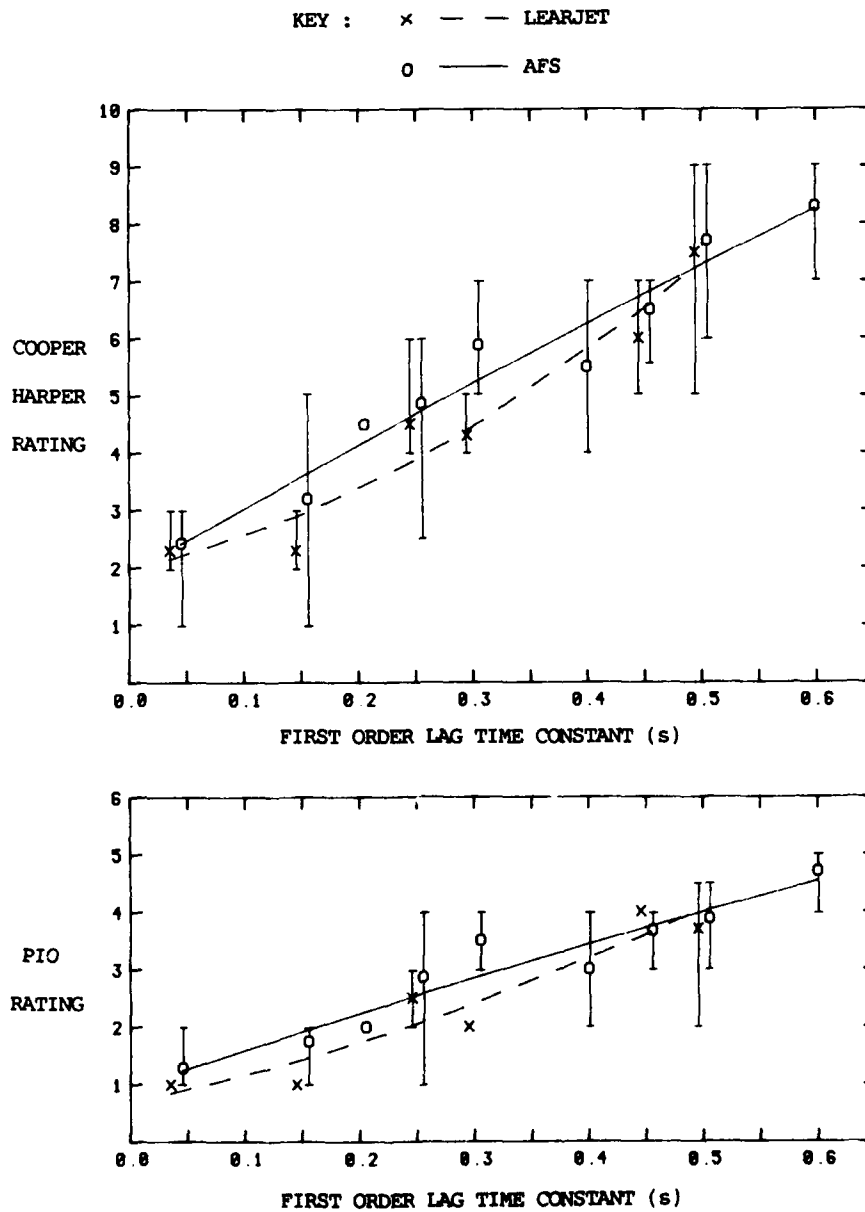 KEY : x — — LEARJET
o —— AFS
10
9
8
7
6
5
4
3
2
1
COOPER
HARPER
RATING
0.0 0.1 0.2 0.3 0.4 0.5 0.6
FIRST ORDER LAG TIME CONSTANT (s)
6
5
4
3
2
1
PIO
RATING
0.0 0.1 0.2 0.3 0.4 0.5 0.6
FIRST ORDER LAG TIME CONSTANT (s)